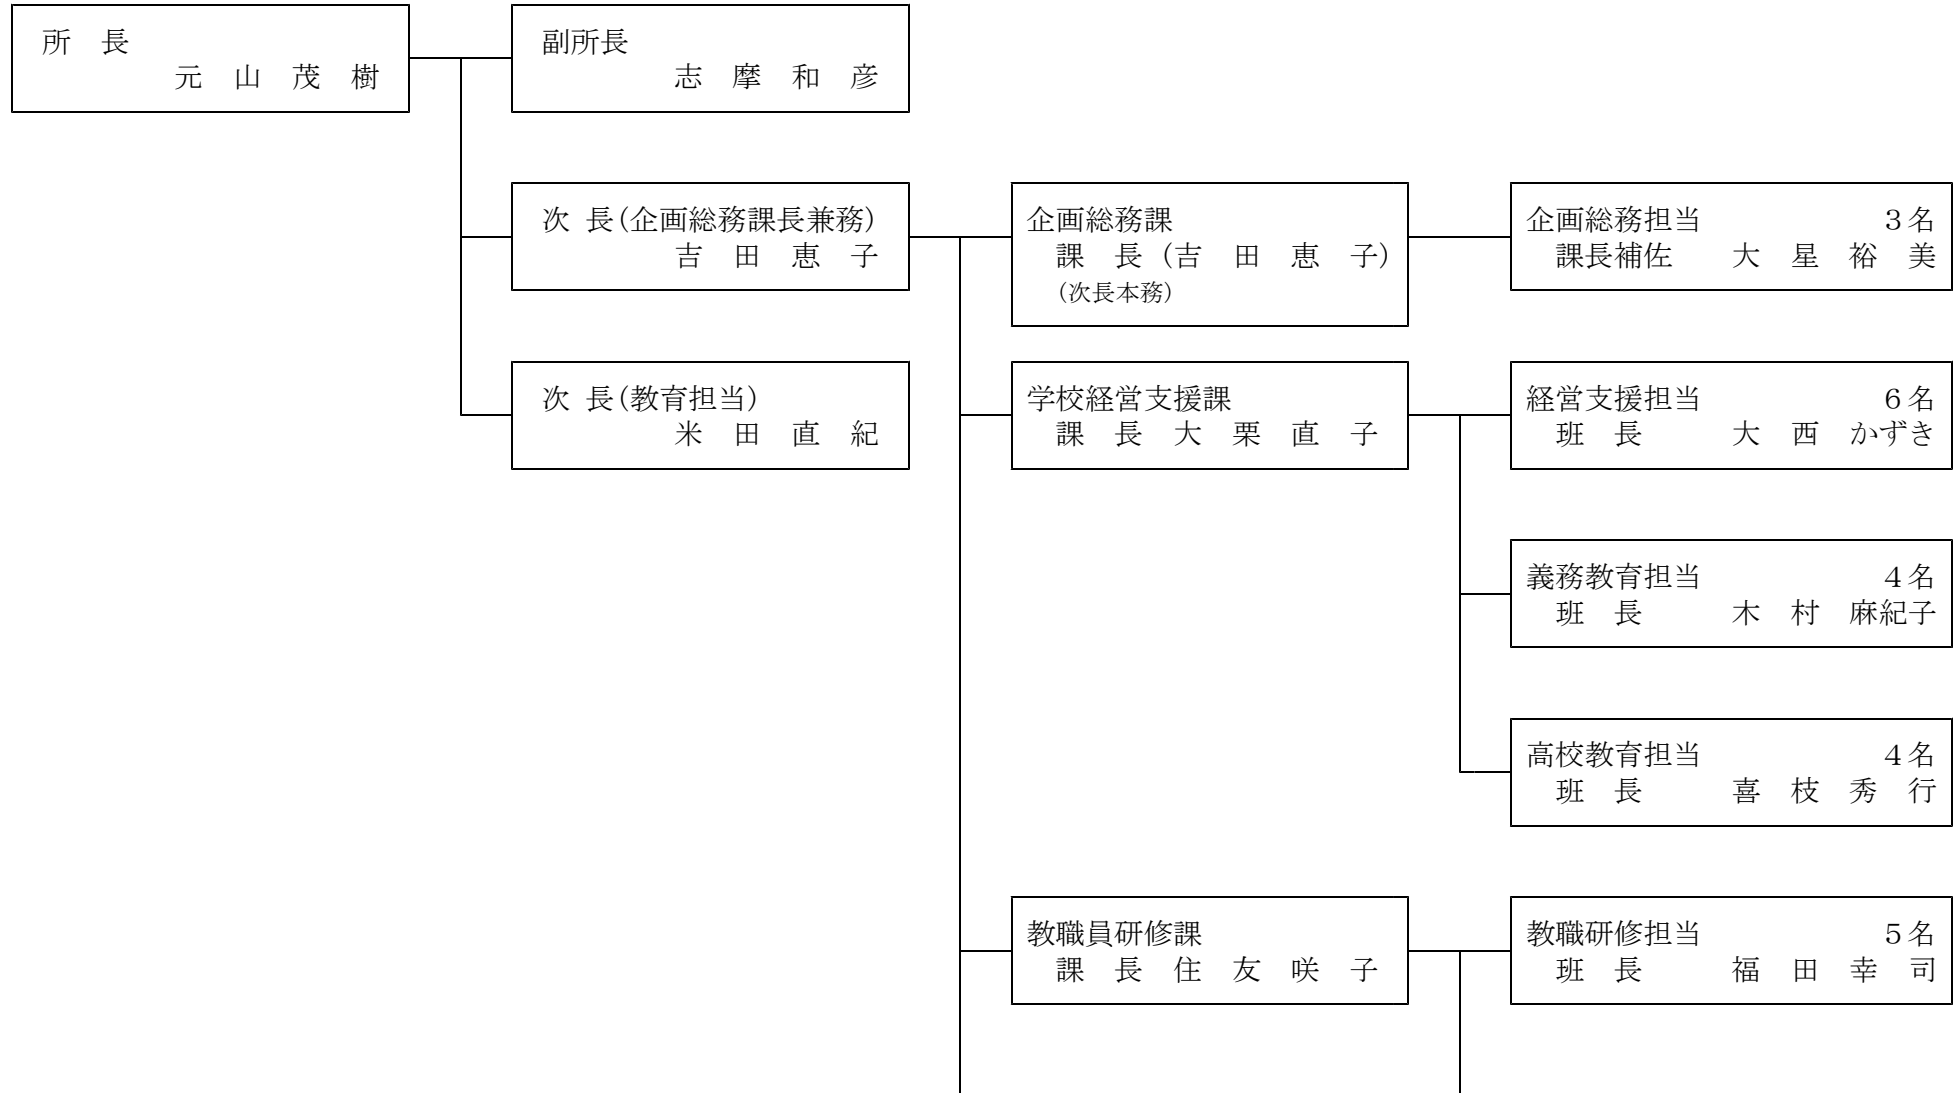 所　長
元　山　茂　樹
副所長
志　摩　和　彦
次 長(企画総務課長兼務)
吉　田　恵　子
企画総務課
課　長（吉　田　恵　子）
（次長本務）
企画総務担当　３名
課長補佐　大　星　裕　美
次 長(教育担当)
米　田　直　紀
学校経営支援課
課　長　大　栗　直　子
経営支援担当　６名
班　長　大　西　かずき
義務教育担当　４名
班　長　木　村　麻紀子
高校教育担当　４名
班　長　喜　枝　秀　行
教職員研修課
課　長　住　友　咲　子
教職研修担当　５名
班　長　福　田　幸　司